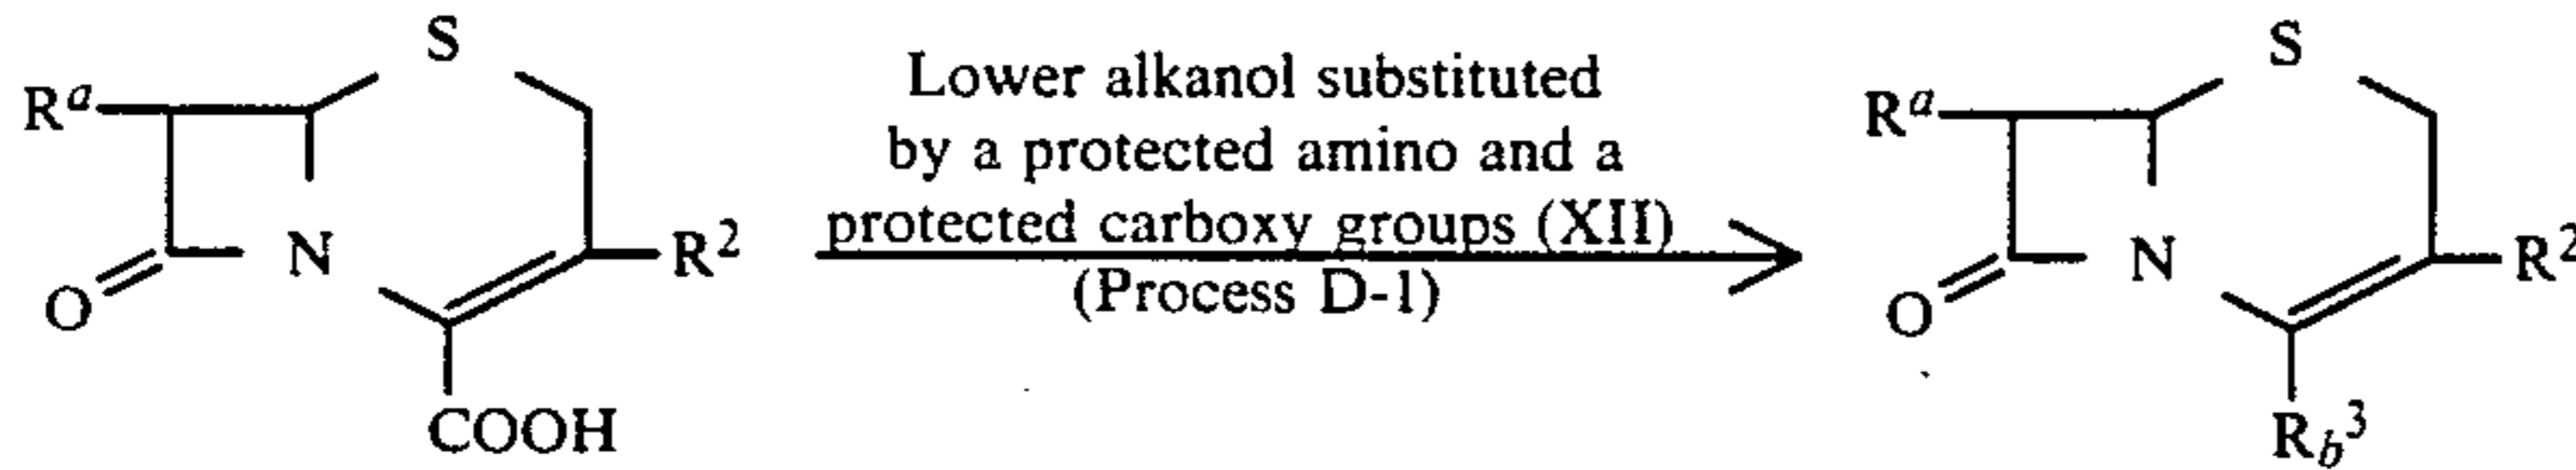 S
R^a
N
O
R^2
COOH
Lower alkanol substituted
by a protected amino and a
protected carboxy groups (XII)
(Process D-1)
S
R^a
N
O
R^2
R_b^3